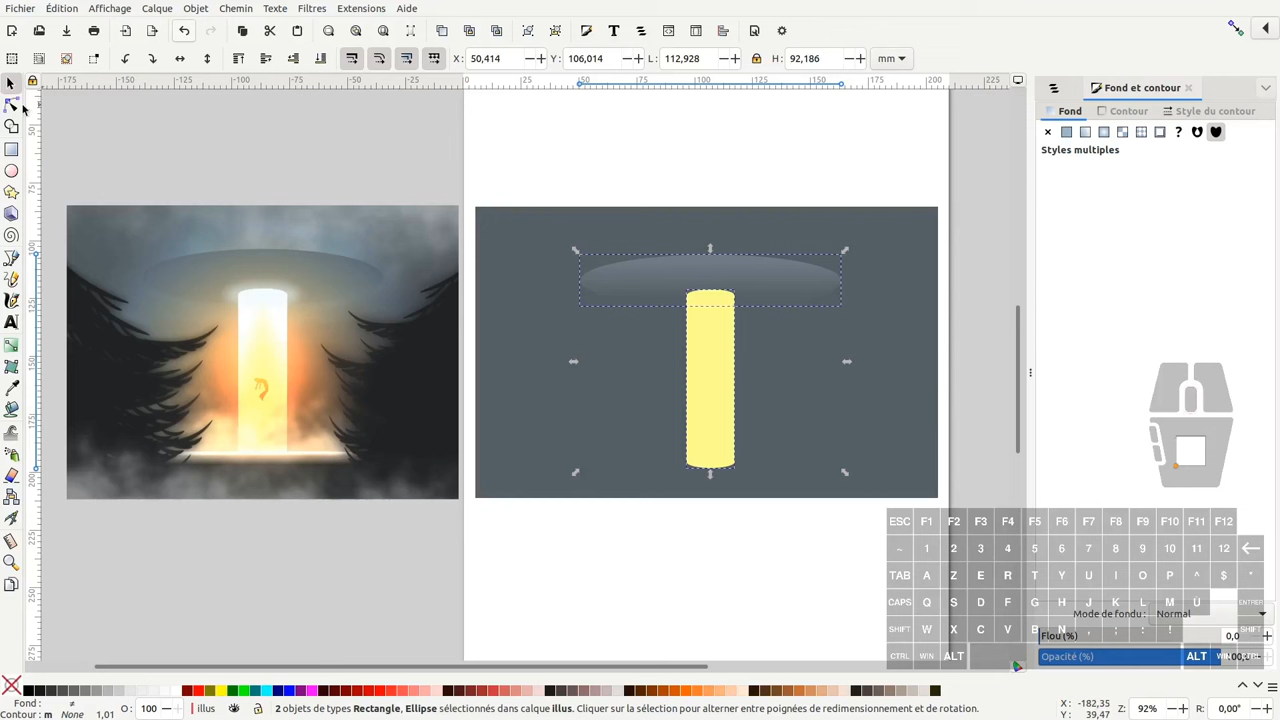 Fichier Édition Affichage Calque Objet Chemin Texte Filtres Extensions Aide
X: 50,414 Y: 106,014 L: 112,928 H: 92,186 mm
Fond et contour
Fond Contour Style du contour
?
Styles multiples
ESC F1 F2 F3 F4 F5 F6 F7 F8 F9 F10 F11 F12
~ 1 2 3 4 5 6 7 8 9 10 11 12
TAB A Z E R T Y U I O P ^ $ *
CAPS Q S D F G H J K L M Ù ENTRER
Mode de fondu : Normal
SHIFT W X C V B N , ; : ! SHIFT
Flou (%) 0,0
CTRL WIN ALT ALT WIN CTRL
Opacité (%)
Fond : ≠
Contour : m None 1,01
O: 100
illus
2 objets de types Rectangle, Ellipse sélectionnés dans calque illus. Cliquer sur la sélection pour alterner entre poignées de redimensionnement et de rotation.
X: -182,35
Y: 39,47
Z: 92%
R: 0,00°